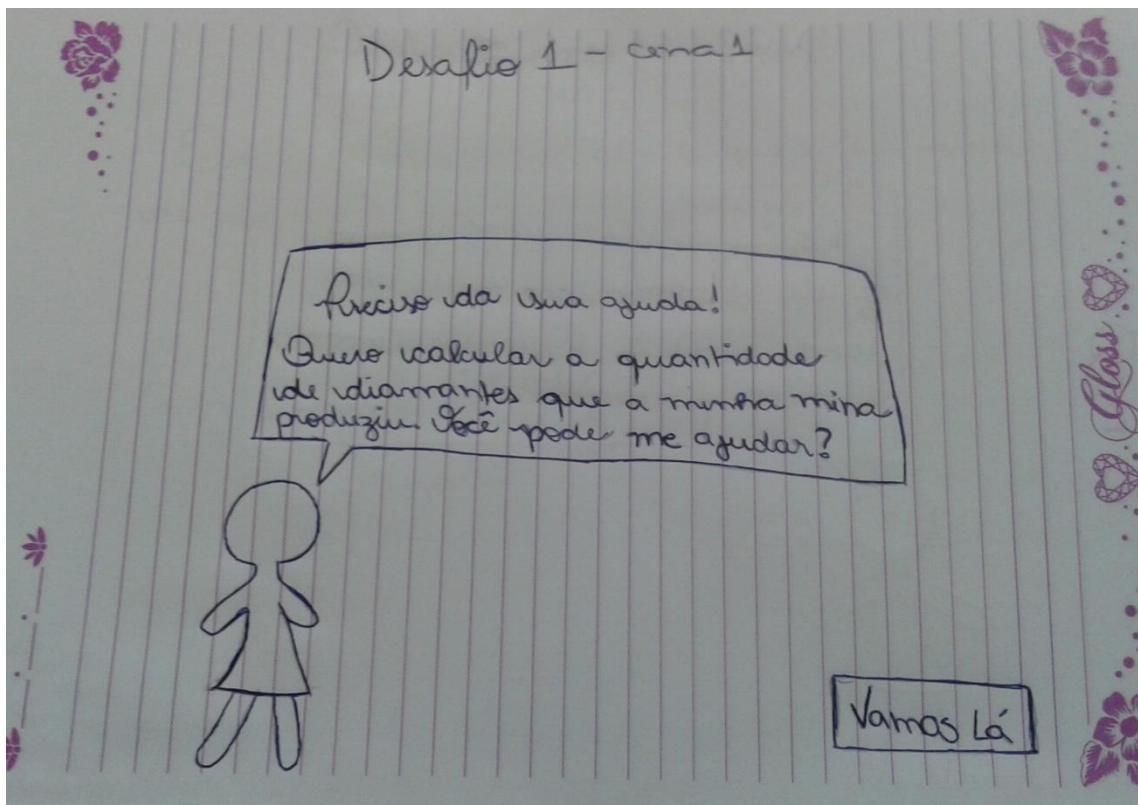 Desafio 1 - cena 1
Preciso da sua ajuda!
Quero calcular a quantidade
de diamantes que a minha mina
produziu. Você pode me ajudar?
Vamos Lá
Gloss